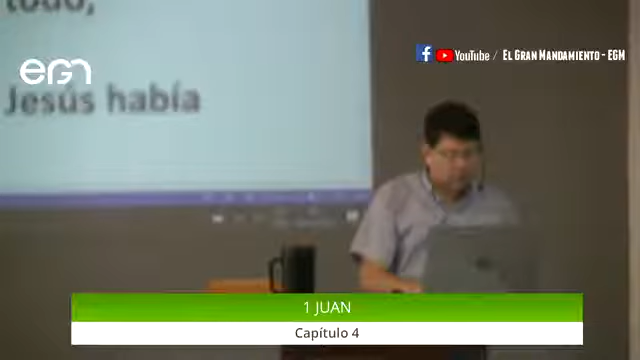 todo,
egm
YouTube / El Gran Mandamiento - EGM
Jesús había
1 JUAN
Capítulo 4